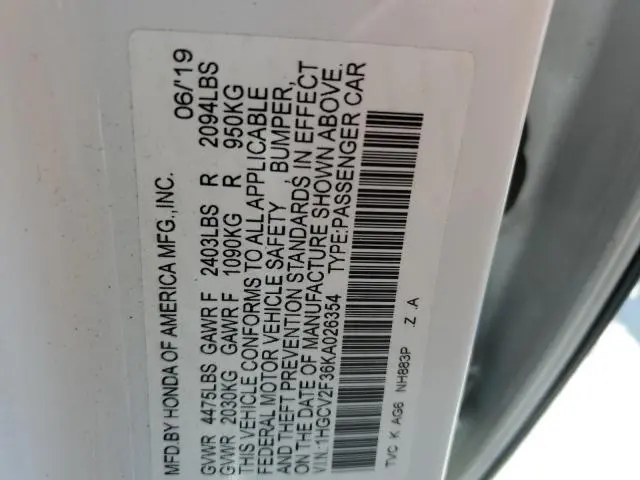 MFD.BY HONDA OF AMERICA MFG.,INC. 06/'19
GVWR 4475LBS GAWR F 2403LBS R 2094LBS
GVWR 2030KG GAWR F 1090KG R 950KG
THIS VEHICLE CONFORMS TO ALL APPLICABLE
FEDERAL MOTOR VEHICLE SAFETY , BUMPER,
AND THEFT PREVENTION STANDARDS IN EFFECT
ON THE DATE OF MANUFACTURE SHOWN ABOVE.
V.I.N.:1HGCV2F36KA026354 TYPE:PASSENGER CAR
TVC K AG6 NH883P .Z .A